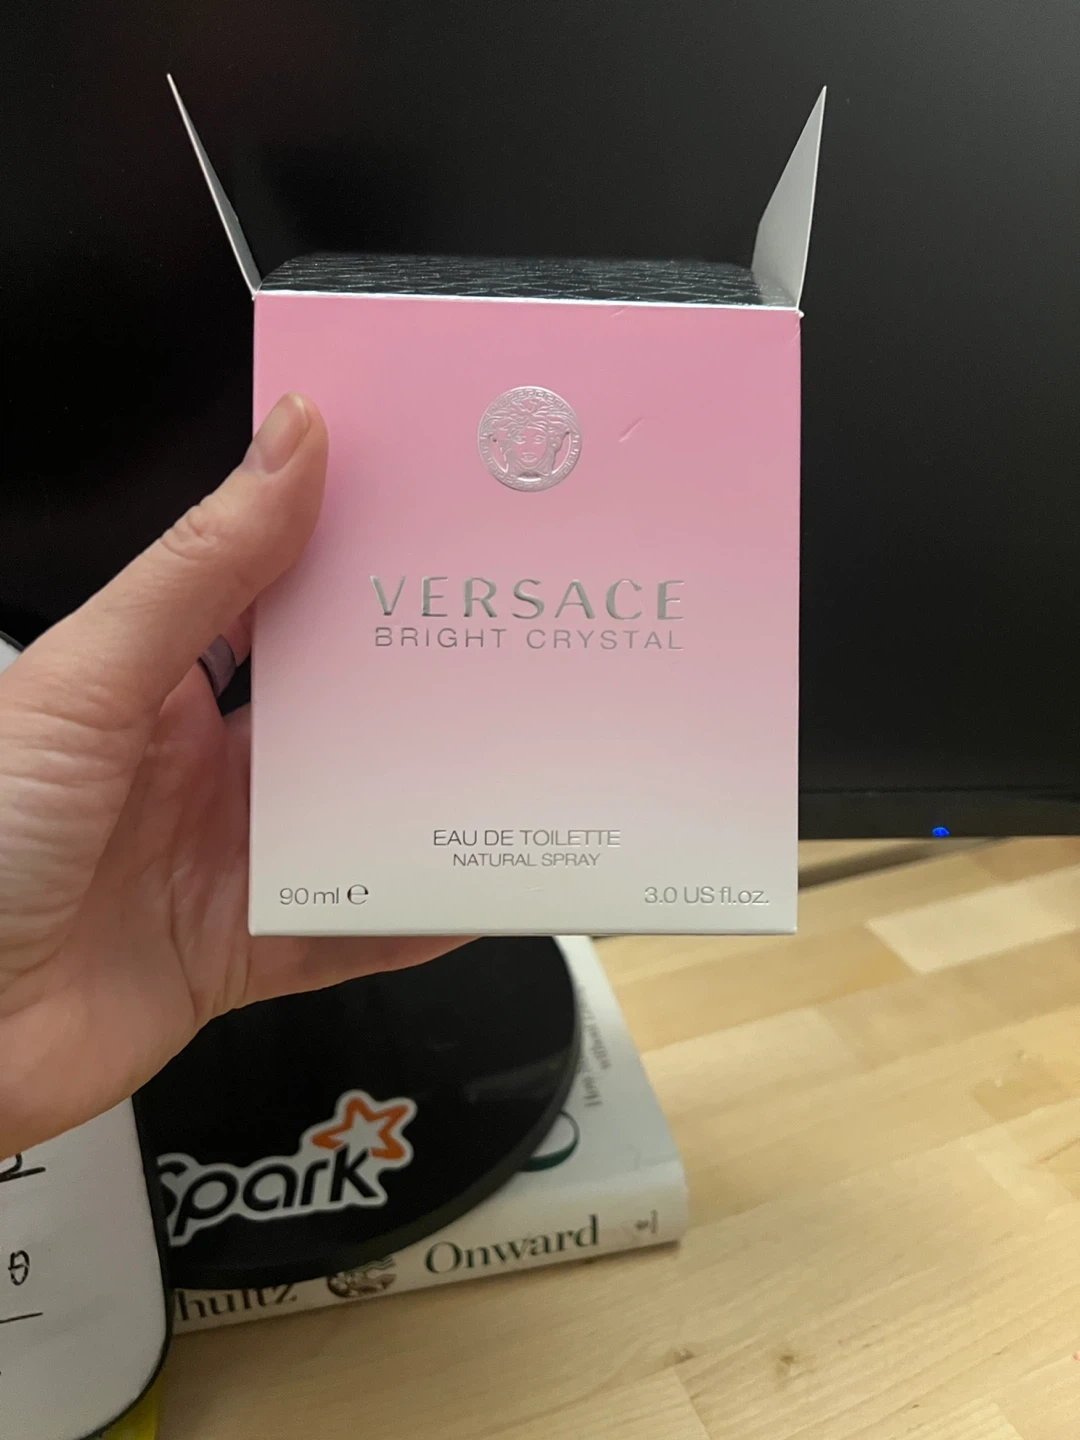 VERSACE
BRIGHT CRYSTAL
EAU DE TOILETTE
NATURAL SPRAY
90 ml e
3.0 US fl.oz.
Spark
Onward